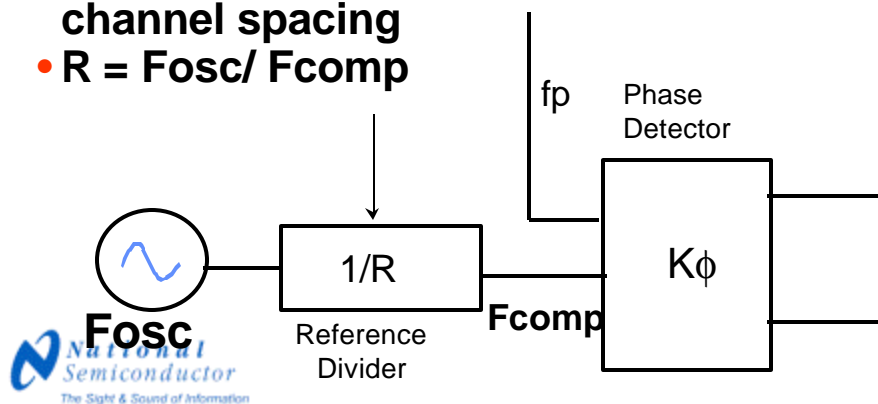 channel spacing
• R = Fosc/ Fcomp
fp
Phase
Detector
1/R
Kϕ
Fosc
Fcomp
Reference
Divider
National
Semiconductor
The Sight & Sound of Information